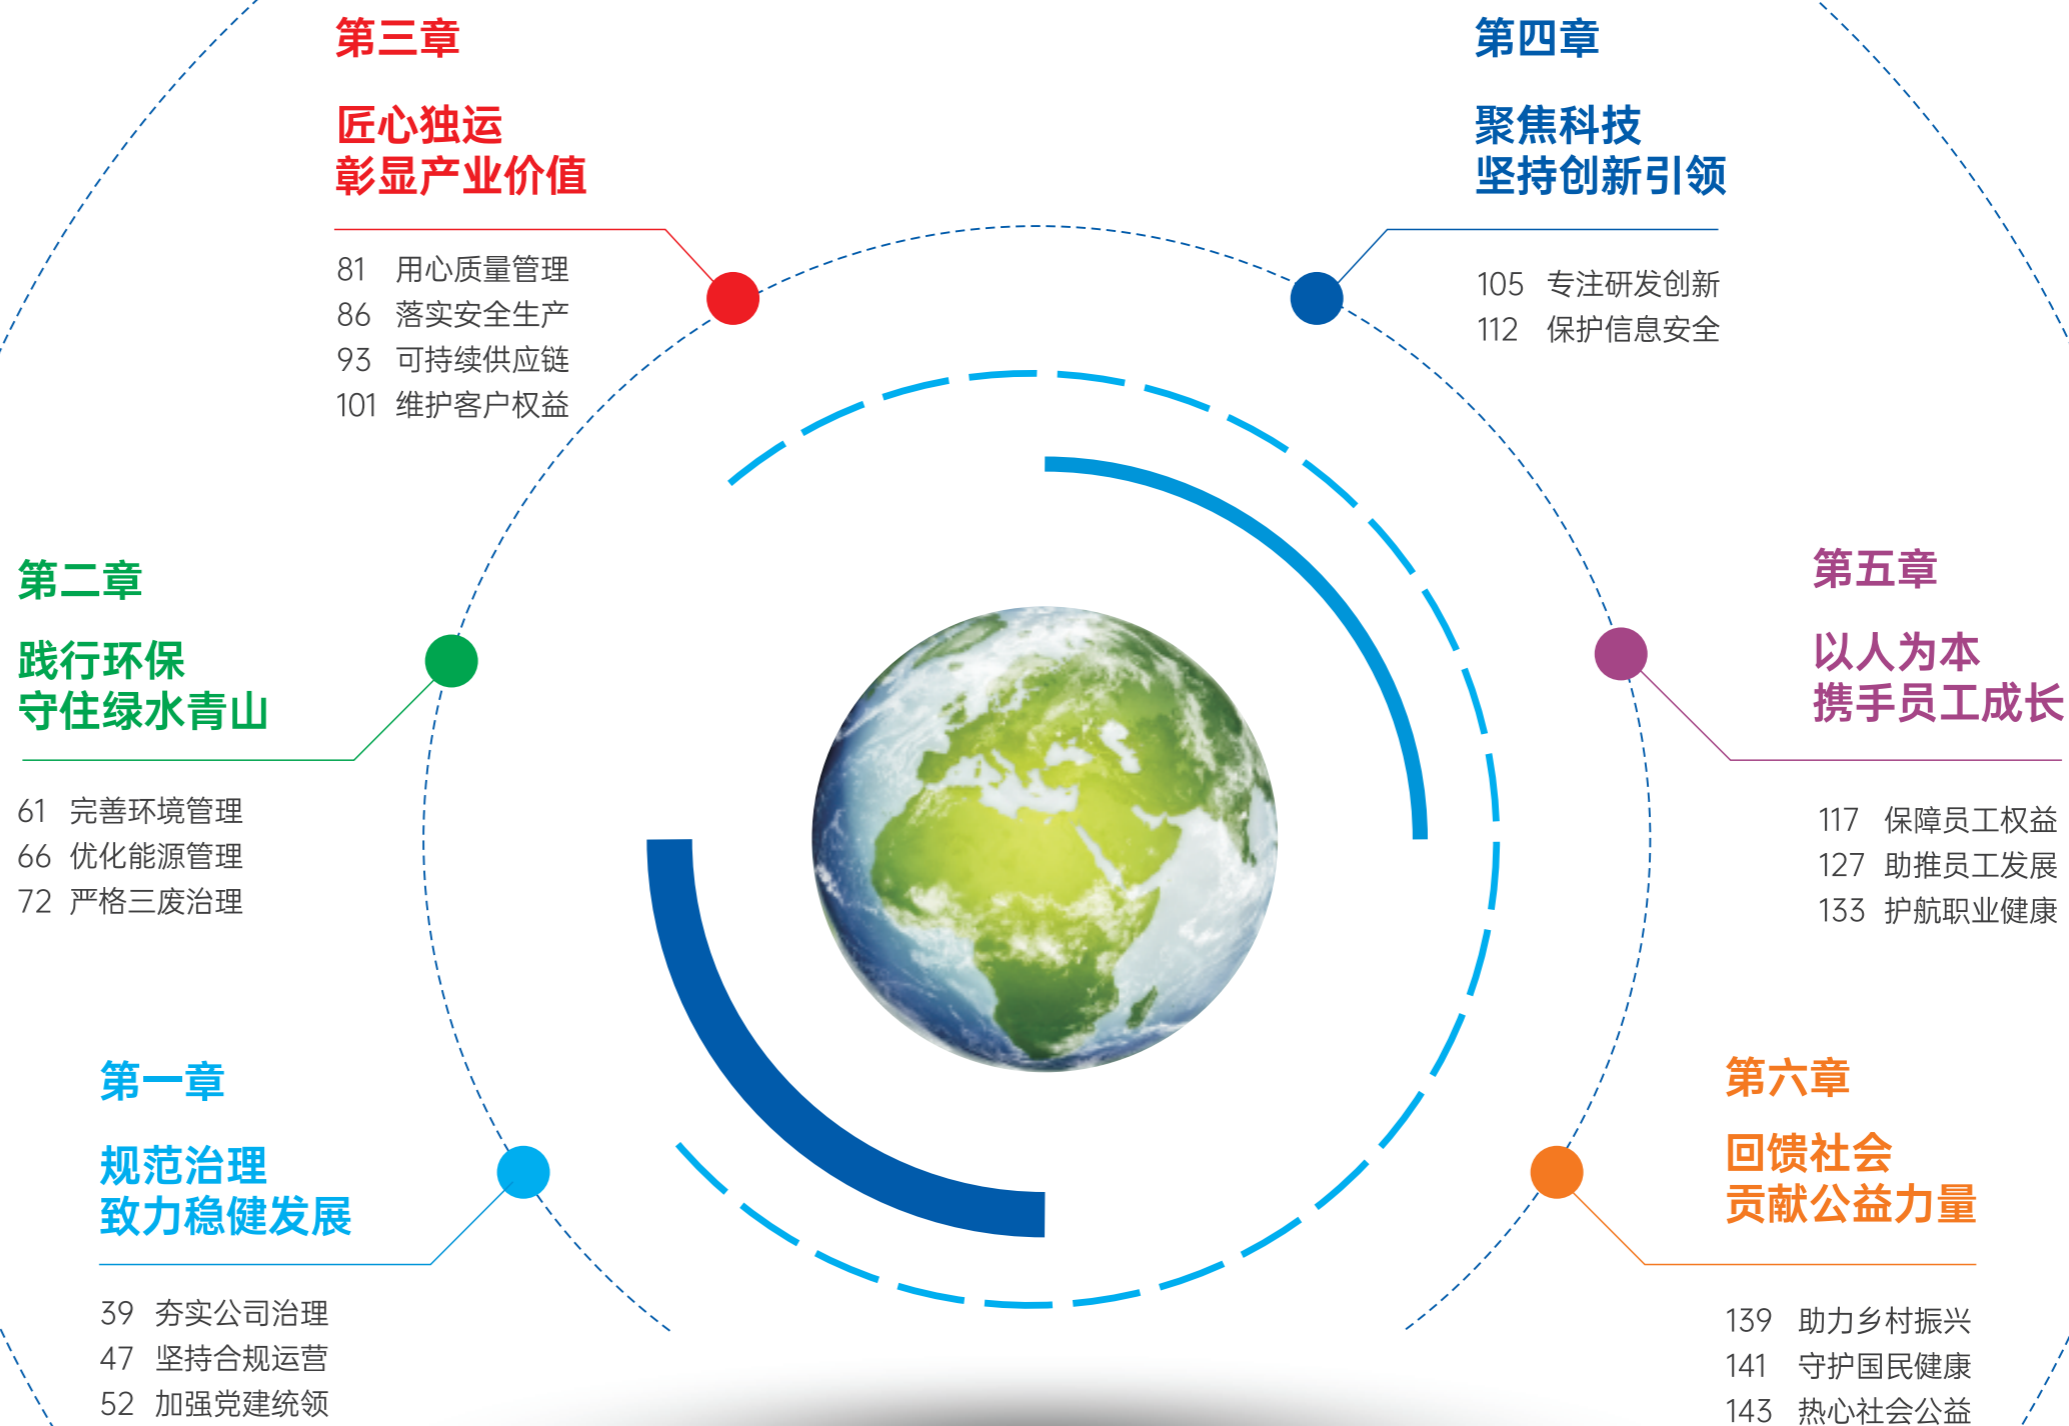 第三章
匠心独运
彰显产业价值
81 用心质量管理
86 落实安全生产
93 可持续供应链
101 维护客户权益
第四章
聚焦科技
坚持创新引领
105 专注研发创新
112 保护信息安全
第二章
践行环保
守住绿水青山
61 完善环境管理
66 优化能源管理
72 严格三废治理
第五章
以人为本
携手员工成长
117 保障员工权益
127 助推员工发展
133 护航职业健康
第一章
规范治理
致力稳健发展
39 夯实公司治理
47 坚持合规运营
52 加强党建统领
第六章
回馈社会
贡献公益力量
139 助力乡村振兴
141 守护国民健康
143 热心社会公益